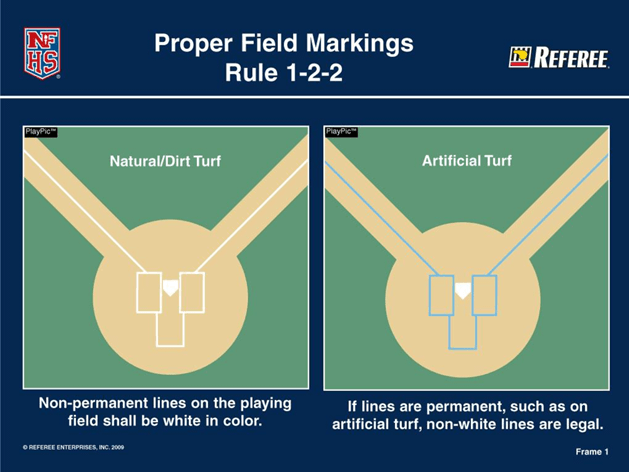 NF
HS
Proper Field Markings
Rule 1-2-2
REFEREE
PlayPic™
Natural/Dirt Turf
PlayPic™
Artificial Turf
Non-permanent lines on the playing
field shall be white in color.
If lines are permanent, such as on
artificial turf, non-white lines are legal.
© REFEREE ENTERPRISES, INC. 2009
Frame 1